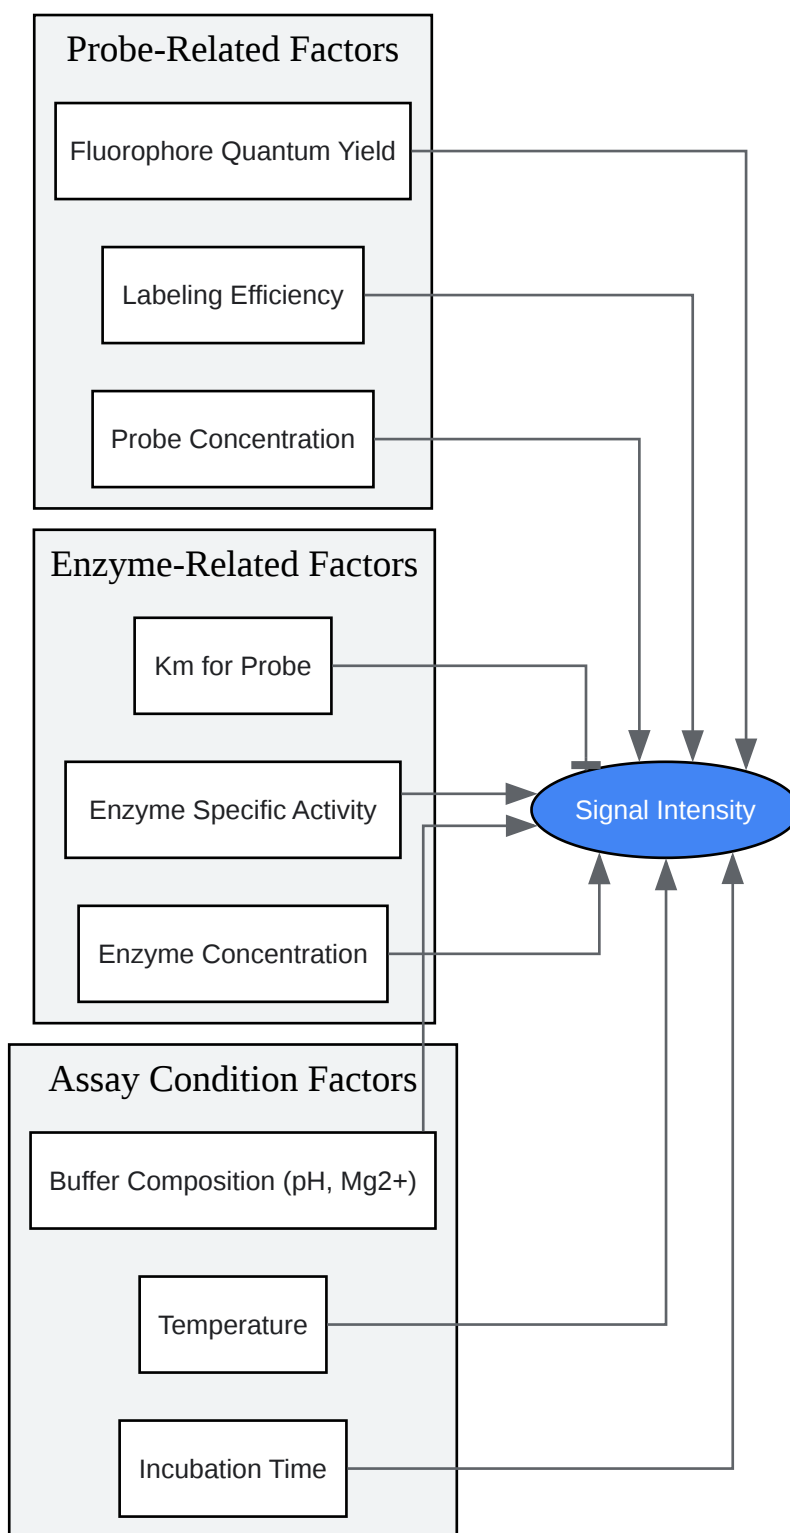 Probe-Related Factors
Fluorophore Quantum Yield
Labeling Efficiency
Probe Concentration
Enzyme-Related Factors
Km for Probe
Enzyme Specific Activity
Signal Intensity
Enzyme Concentration
Assay Condition Factors
Buffer Composition (pH, Mg2+)
Temperature
Incubation Time